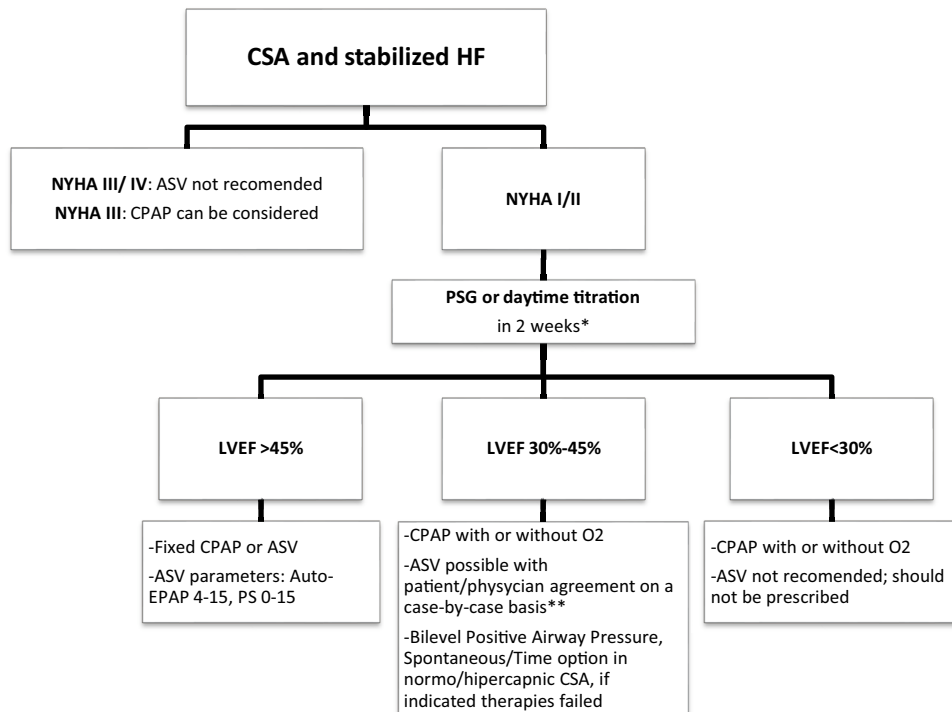 CSA and stabilized HF
NYHA III/ IV: ASV not recomended
NYHA III: CPAP can be considered
NYHA I/II
PSG or daytime titration
in 2 weeks*
LVEF >45%
LVEF 30%-45%
LVEF<30%
-Fixed CPAP or ASV
-ASV parameters: Auto-
EPAP 4-15, PS 0-15
-CPAP with or without O2
-ASV possible with
patient/physycian agreement on a
case-by-case basis**
-Bilevel Positive Airway Pressure,
Spontaneous/Time option in
normo/hipercapnic CSA, if
indicated therapies failed
-CPAP with or without O2
-ASV not recomended; should
not be prescribed